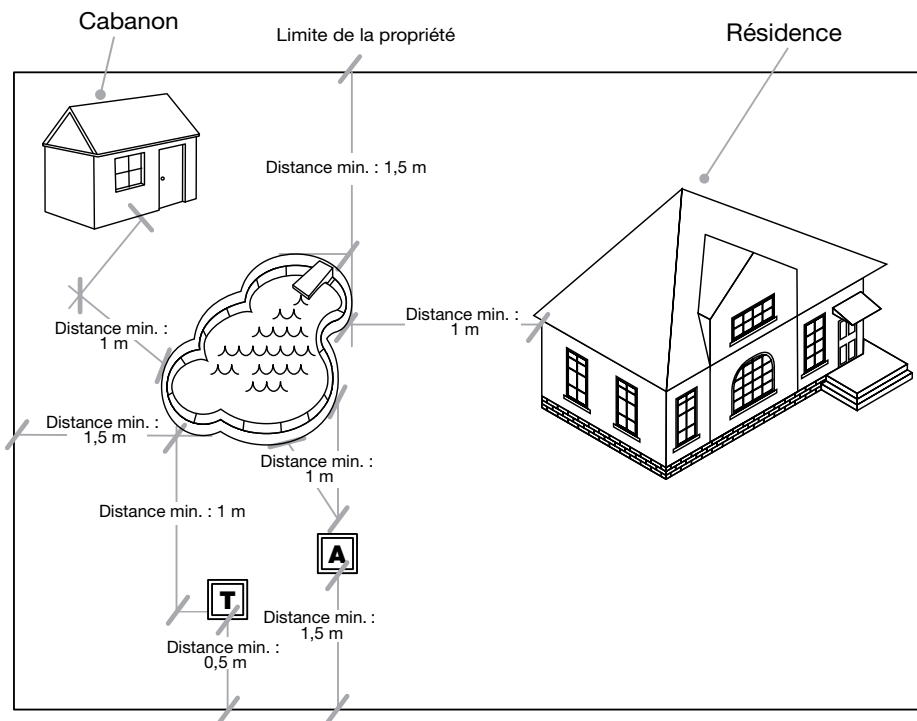 Cabanon
Limite de la propriété
Résidence
Distance min. : 1,5 m
Distance min. :
1 m
Distance min. :
1 m
Distance min. :
1,5 m
Distance min. :
1 m
Distance min. : 1 m
A
T
Distance min. :
1,5 m
Distance min. :
0,5 m